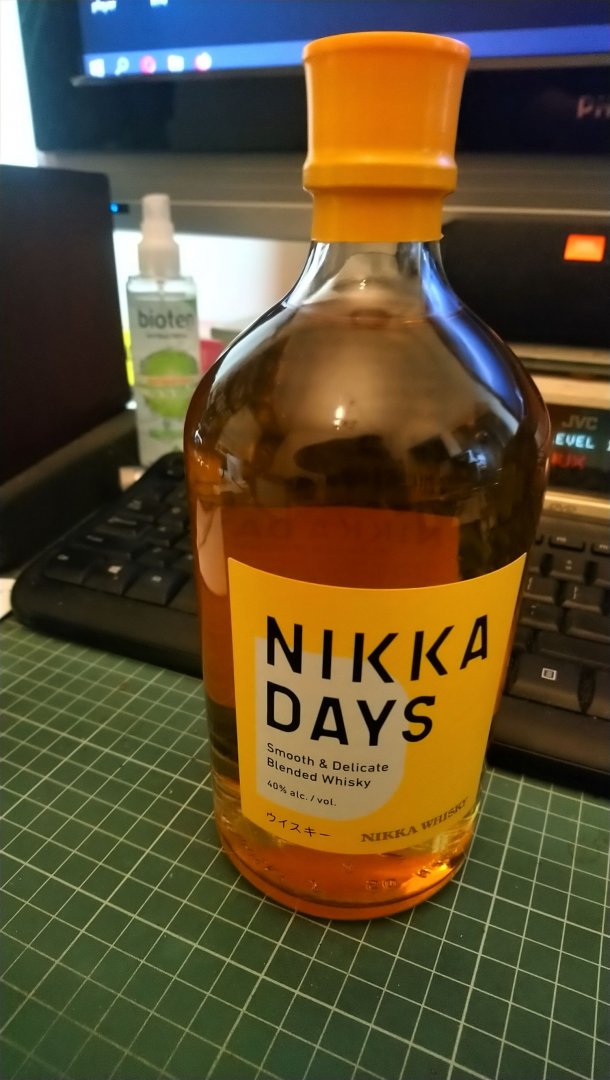 bioten
JVC
NIKKA
DAYS
Smooth & Delicate
Blended Whisky
40% alc. / vol.
ウイスキー
NIKKA WHISKY